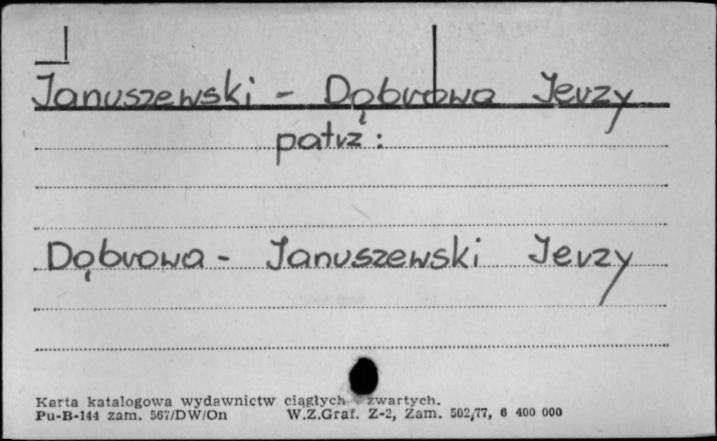 Januszewski - Dąbrowa Jerzy
patrz:
Dąbrowa - Januszewski Jerzy
Karta katalogowa wydawnictw ciągłych zwartych.
Pu-B-144 zam. 567/DW/On W.Z.Graf. Z-2, Zam. 502/77, 6 400 000